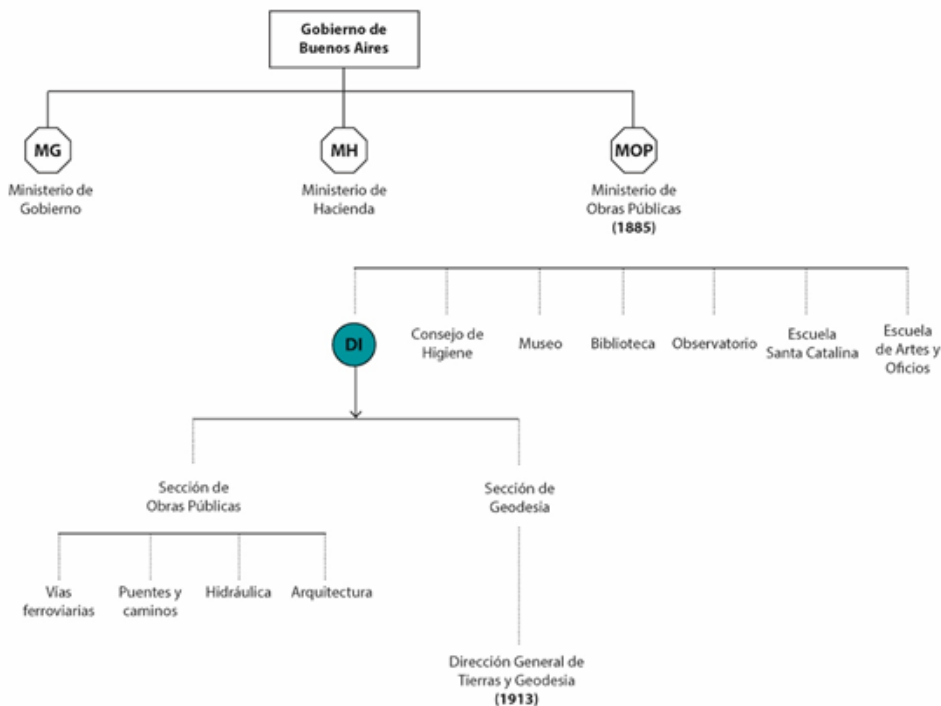 Gobierno de
Buenos Aires
MG
MH
MOP
Ministerio de
Gobierno
Ministerio de
Hacienda
Ministerio de
Obras Públicas
(1885)
DI
Consejo de
Higiene
Museo
Biblioteca
Observatorio
Escuela
Santa Catalina
Escuela
de Artes y
Oficios
Sección de
Obras Públicas
Sección de
Geodesia
Vías
ferroviarias
Puentes y
caminos
Hidráulica
Arquitectura
Dirección General de
Tierras y Geodesia
(1913)